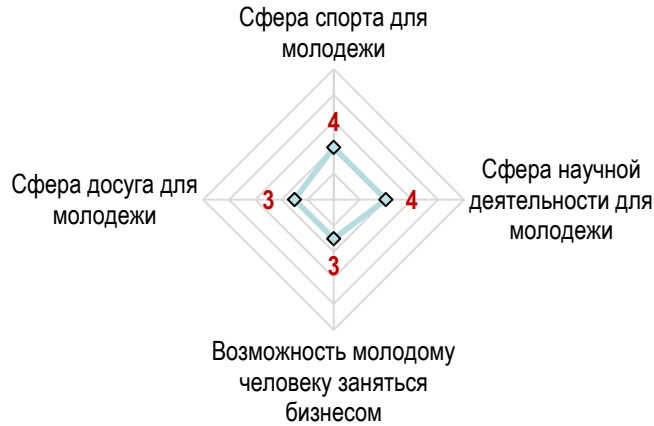 Сфера спорта для
молодежи
4
Сфера научной
деятельности для
молодежи
4
Сфера досуга для
молодежи
3
3
Возможность молодому
человеку заняться
бизнесом